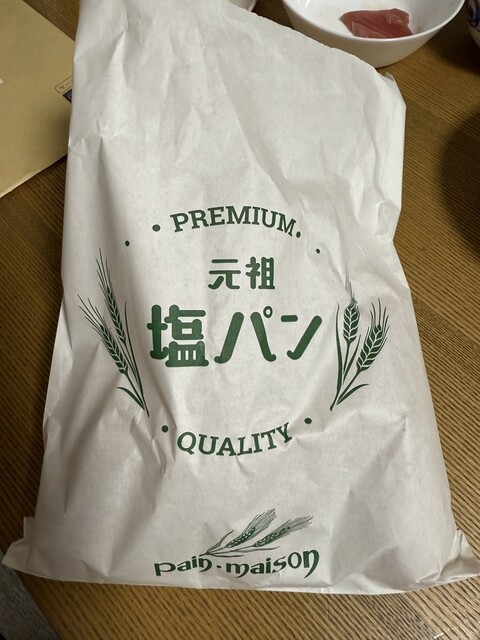 PREMIUM
元祖
塩パン
QUALITY
pain·maison